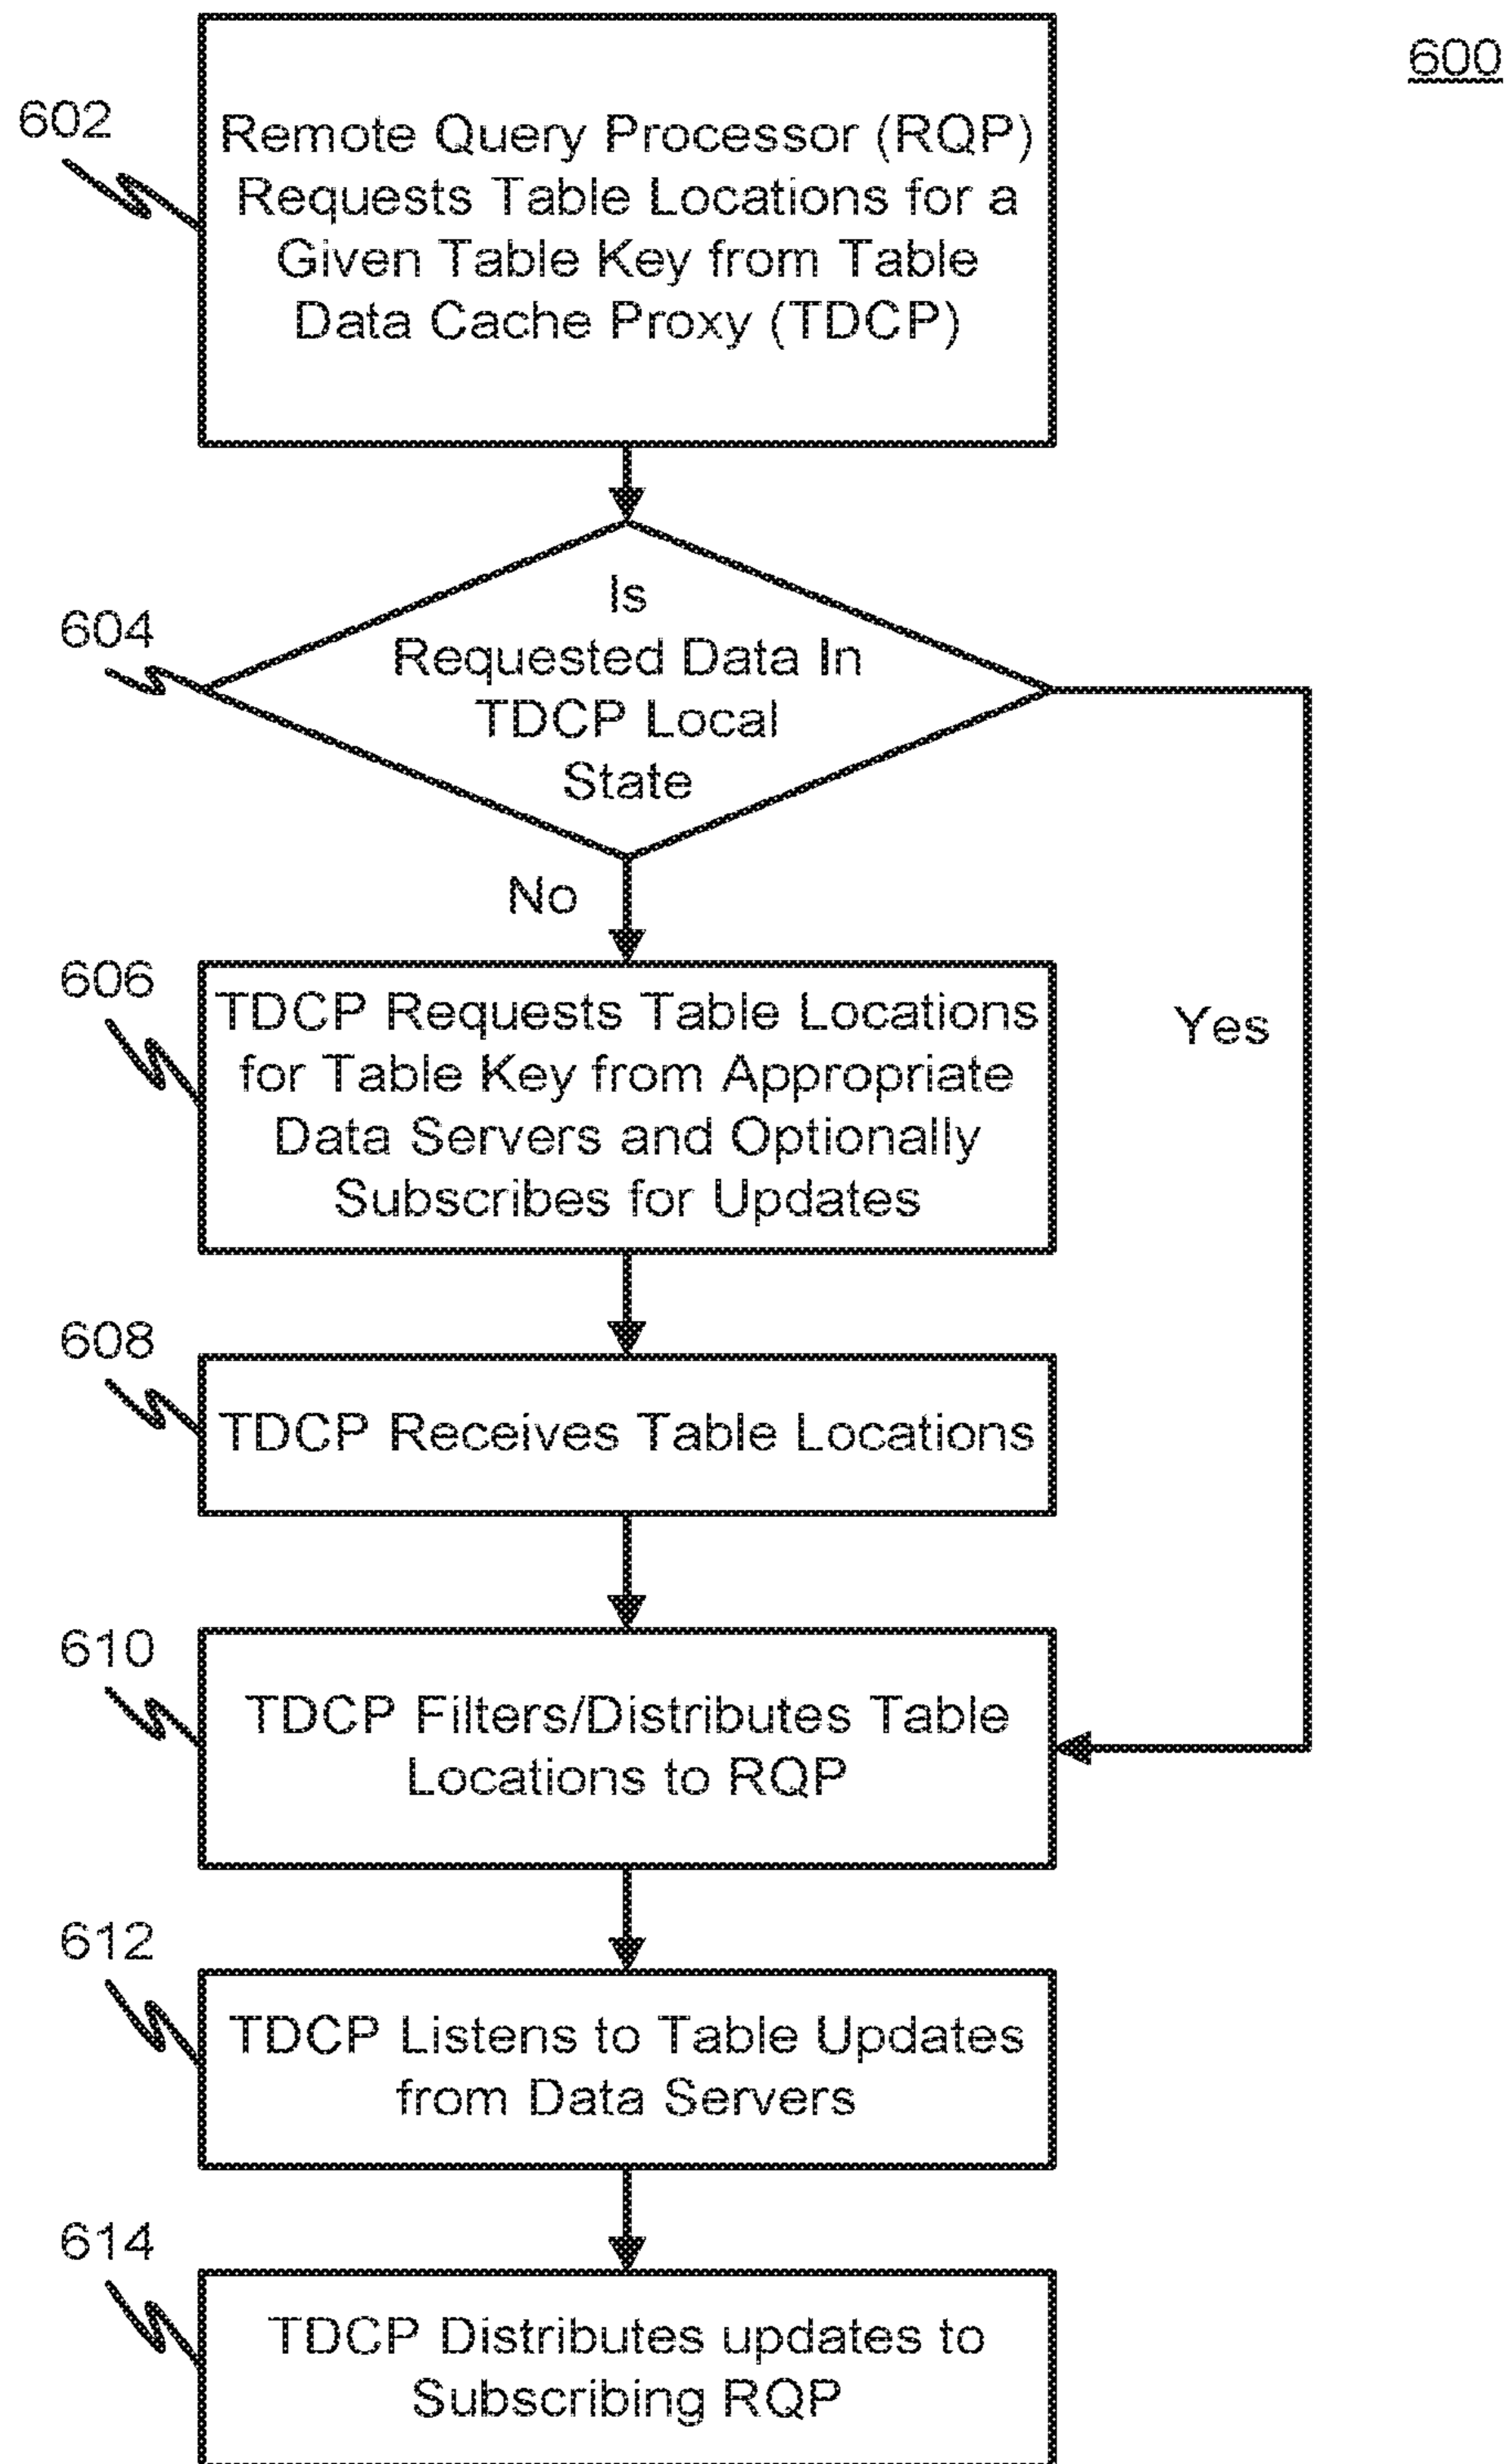 600
602
Remote Query Processor (RQP)
Requests Table Locations for a
Given Table Key from Table
Data Cache Proxy (TDCP)
604
Is
Requested Data In
TDCP Local
State
No
Yes
606
TDCP Requests Table Locations
for Table Key from Appropriate
Data Servers and Optionally
Subscribes for Updates
608
TDCP Receives Table Locations
610
TDCP Filters/Distributes Table
Locations to RQP
612
TDCP Listens to Table Updates
from Data Servers
614
TDCP Distributes updates to
Subscribing RQP